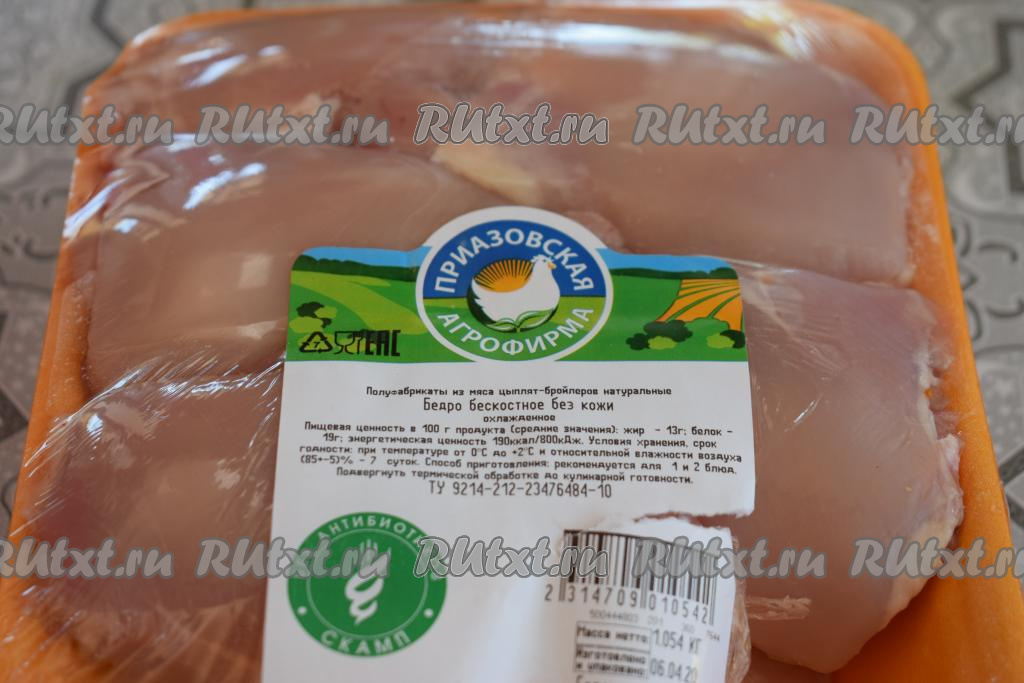 RUtxt.ru RUtxt.ru RUtxt.ru RUtxt.ru RUtxt.ru
ПРИАЗОВСКАЯ
АГРОФИРМА
EAC
Полуфабрикаты из мяса цыплят-бройлеров натуральные
Бедро бескостное без кожи
охлажденное
Пищевая ценность в 100 г продукта (средние значения): жир - 13г; белок -
19г; энергетическая ценность 190ккал/800кДж. Условия хранения, срок
годности: при температуре от 0°С до +2°С и относительной влажности воздуха
(85+-5)% - 7 суток. Способ приготовления: рекомендуется для 1 и 2 блюд.
Подвергнуть термической обработке до кулинарной готовности.
ТУ 9214-212-23476484-10
RUtxt.ru RUtxt.ru RUtxt.ru RUtxt.ru RUtxt.ru
АНТИБИОТ
СКАМП
2 314709 010542
500444003 201
Масса нетто: 1.054 КГ
Изготовлено
и упаковано: 06.04.20